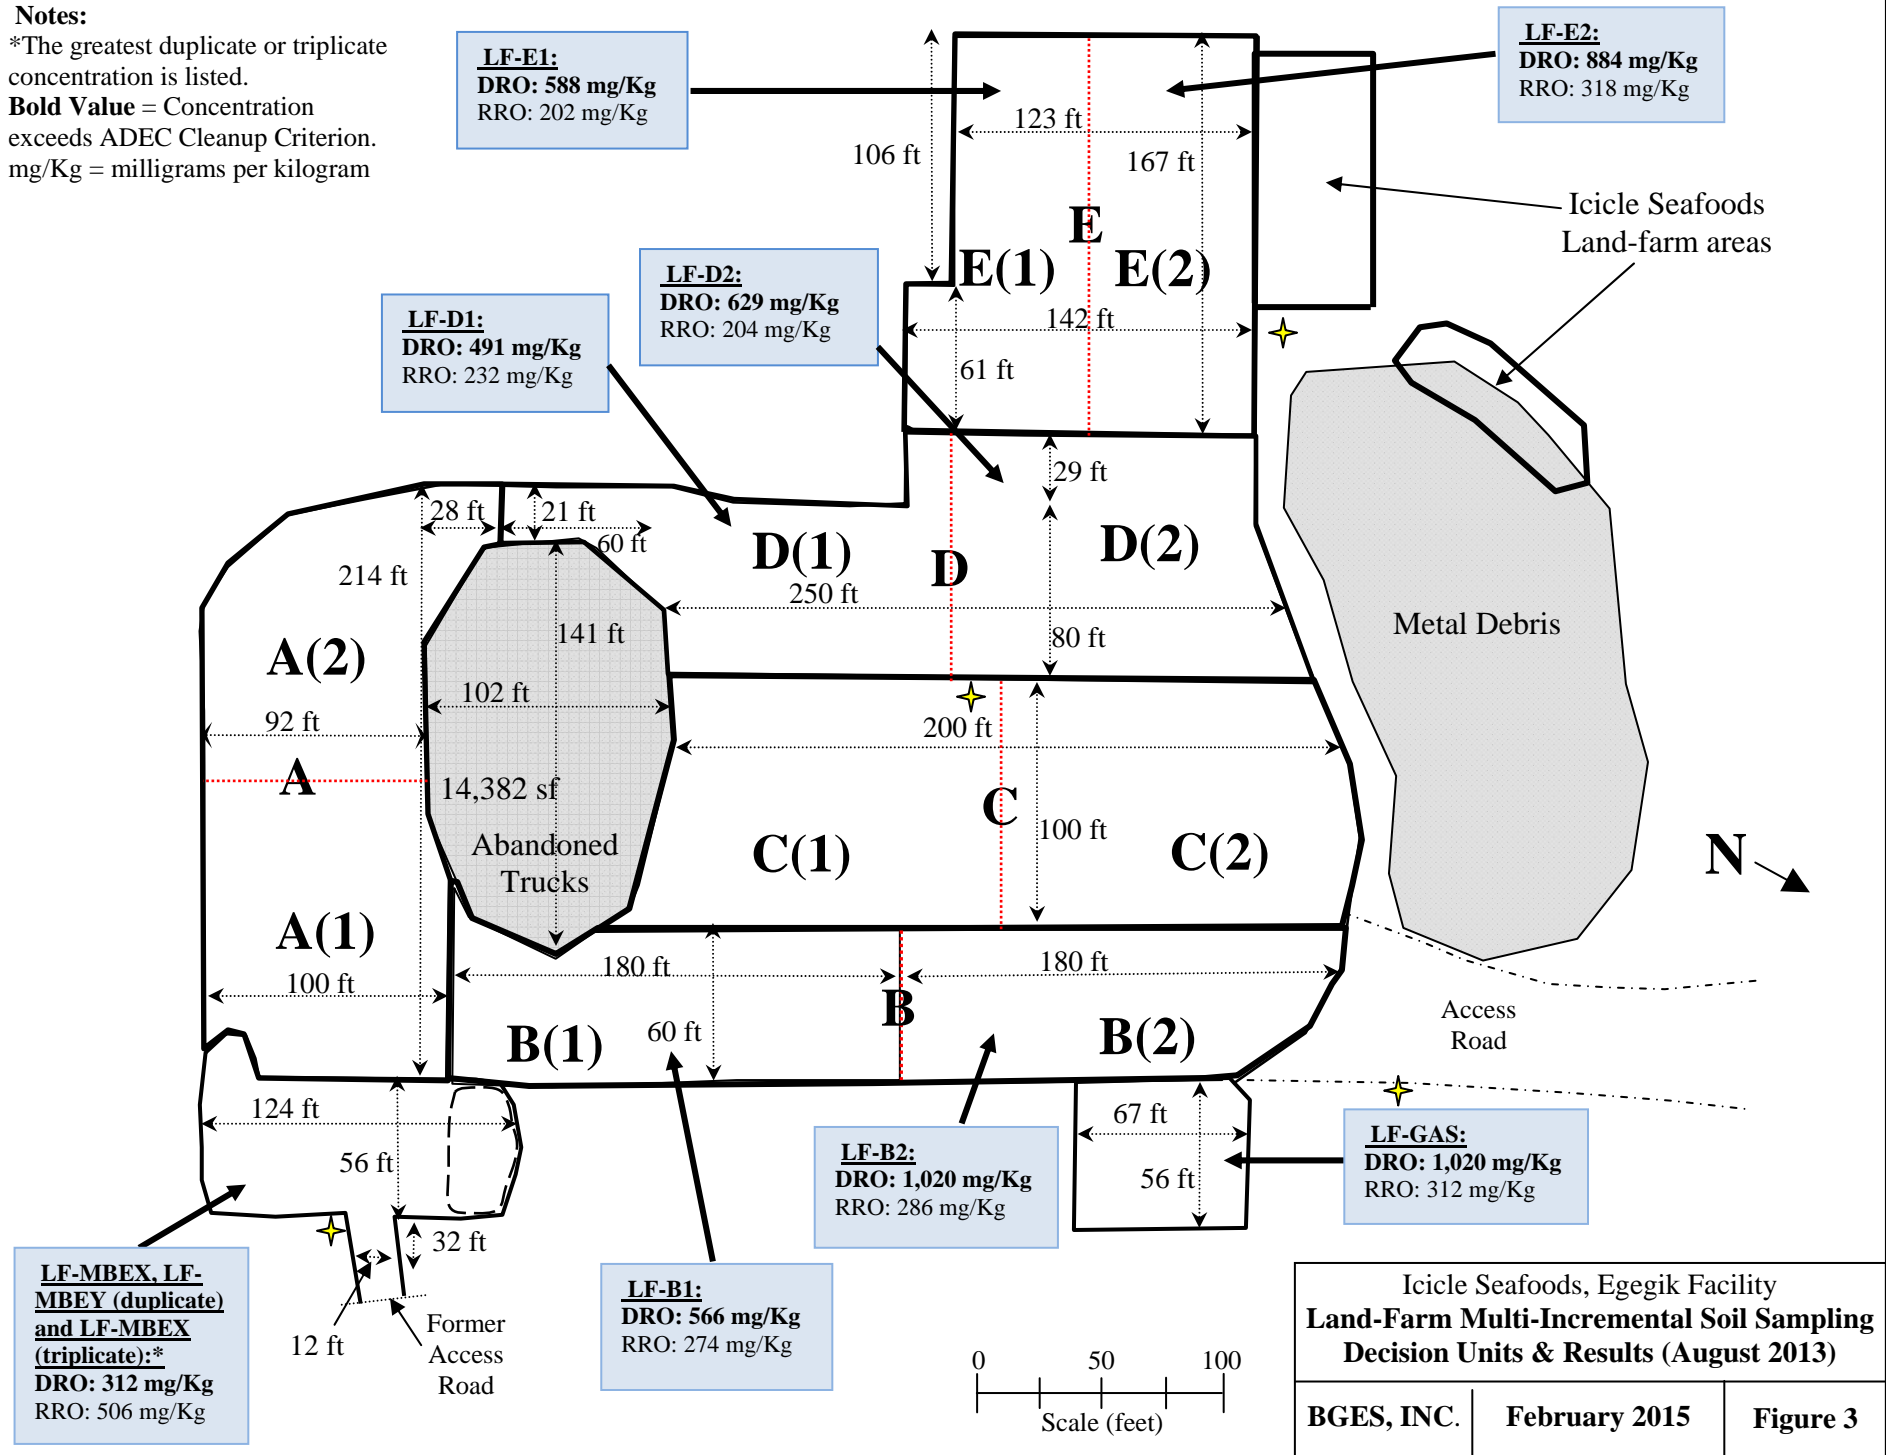 Notes:
*The greatest duplicate or triplicate
concentration is listed.
Bold Value = Concentration
exceeds ADEC Cleanup Criterion.
mg/Kg = milligrams per kilogram
LF-E1:
DRO: 588 mg/Kg
RRO: 202 mg/Kg
LF-E2:
DRO: 884 mg/Kg
RRO: 318 mg/Kg
123 ft
106 ft
167 ft
Icicle Seafoods
Land-farm areas
E
E(1)
E(2)
LF-D2:
DRO: 629 mg/Kg
RRO: 204 mg/Kg
LF-D1:
DRO: 491 mg/Kg
RRO: 232 mg/Kg
142 ft
61 ft
29 ft
28 ft
21 ft
60 ft
D(1)
D
D(2)
214 ft
250 ft
141 ft
80 ft
Metal Debris
A(2)
102 ft
92 ft
200 ft
A
14,382 sf
C
100 ft
Abandoned
Trucks
C(1)
C(2)
N
A(1)
180 ft
180 ft
100 ft
B
60 ft
B(1)
B(2)
Access
Road
124 ft
67 ft
56 ft
56 ft
LF-B2:
DRO: 1,020 mg/Kg
RRO: 286 mg/Kg
LF-GAS:
DRO: 1,020 mg/Kg
RRO: 312 mg/Kg
32 ft
LF-MBEX, LF-
MBEY (duplicate)
and LF-MBEX
(triplicate):*
DRO: 312 mg/Kg
RRO: 506 mg/Kg
12 ft
Former
Access
Road
LF-B1:
DRO: 566 mg/Kg
RRO: 274 mg/Kg
0 50 100
Scale (feet)
Icicle Seafoods, Egegik Facility
Land-Farm Multi-Incremental Soil Sampling
Decision Units & Results (August 2013)
BGES, INC.
February 2015
Figure 3